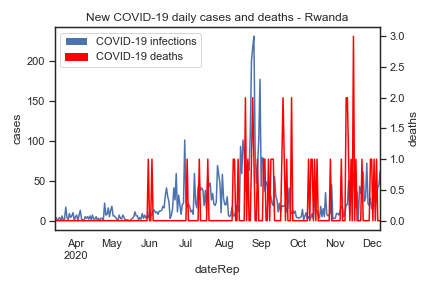 New COVID-19 daily cases and deaths - Rwanda
COVID-19 infections
COVID-19 deaths
200
150
100
50
0
cases
3.0
2.5
2.0
1.5
1.0
0.5
0.0
deaths
Apr May Jun Jul Aug Sep Oct Nov Dec
2020
dateRep